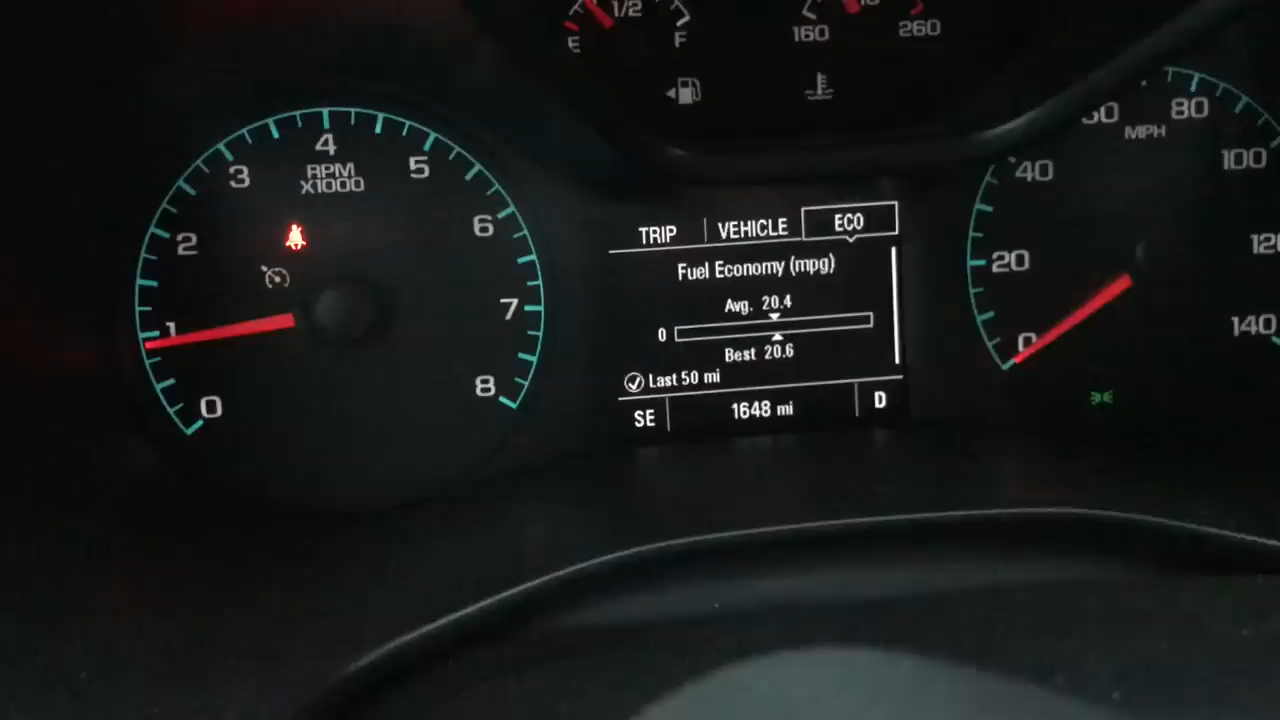 1/2
E F
160 260
80
MPH
100
40
120
20
140
0
4
3 5
RPM
X1000
2 6
1 7
0 8
TRIP VEHICLE ECO
Fuel Economy (mpg)
Avg. 20.4
0
Best 20.6
Last 50 mi
SE 1648 mi D